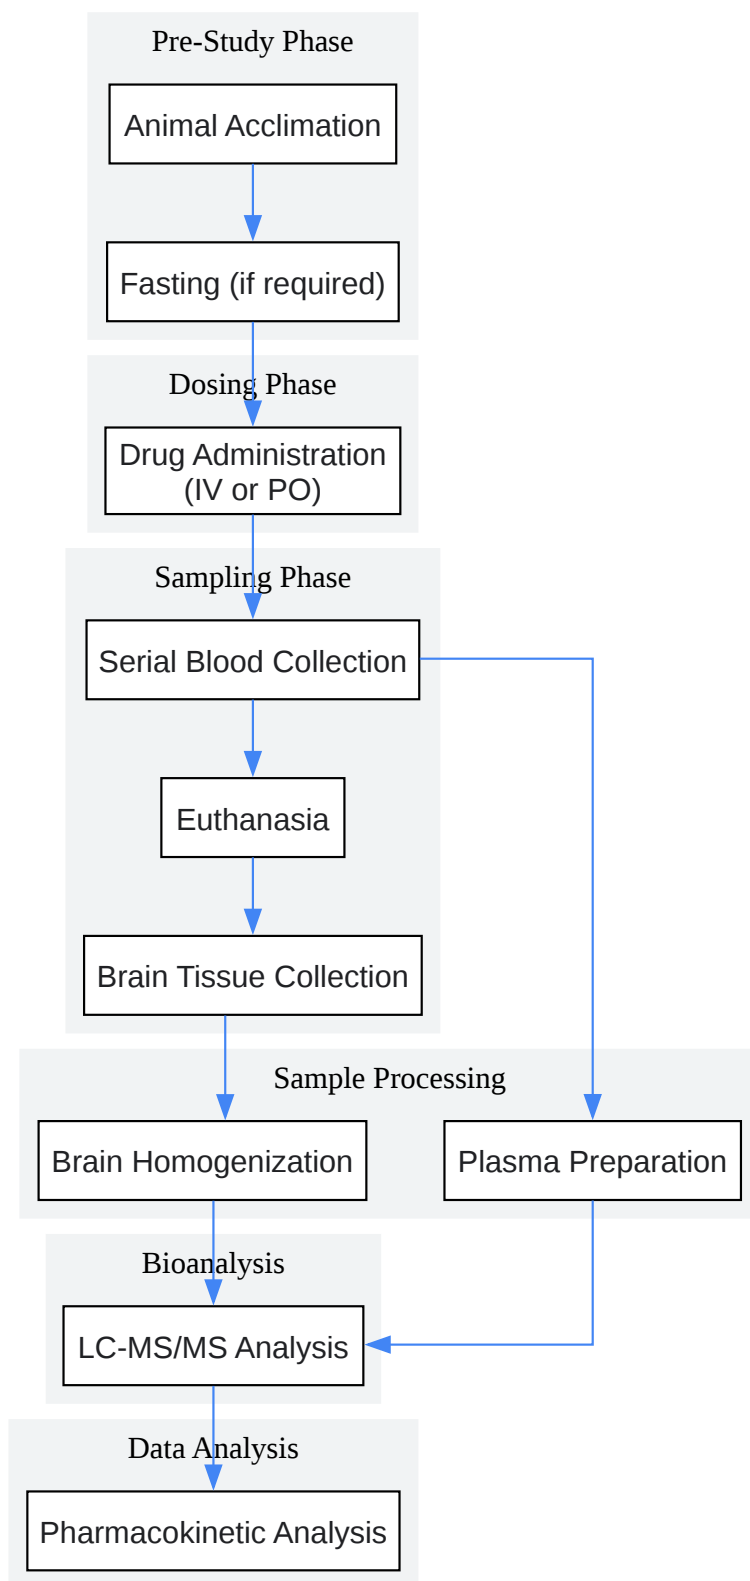 Pre-Study Phase
Animal Acclimation
Fasting (if required)
Dosing Phase
Drug Administration
(IV or PO)
Sampling Phase
Serial Blood Collection
Euthanasia
Brain Tissue Collection
Sample Processing
Brain Homogenization
Plasma Preparation
Bioanalysis
LC-MS/MS Analysis
Data Analysis
Pharmacokinetic Analysis